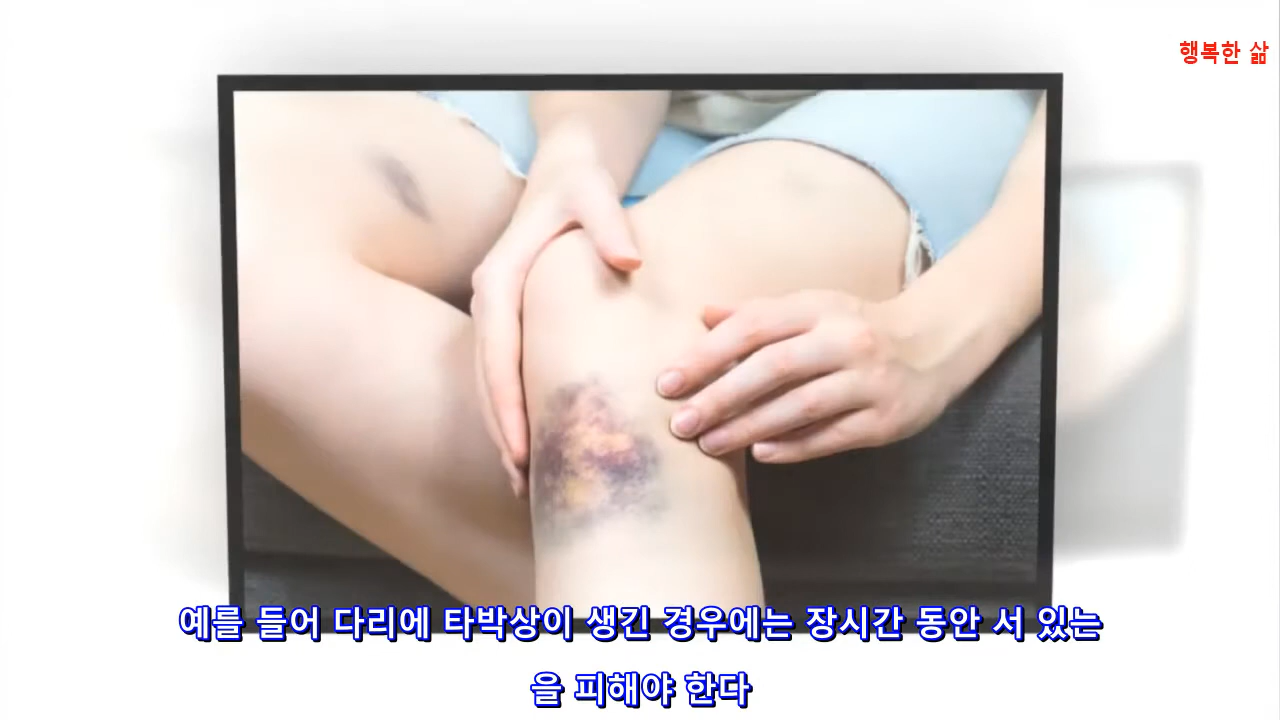 행복한 삶
예를 들어 다리에 타박상이 생긴 경우에는 장시간 동안 서 있는
을 피해야 한다